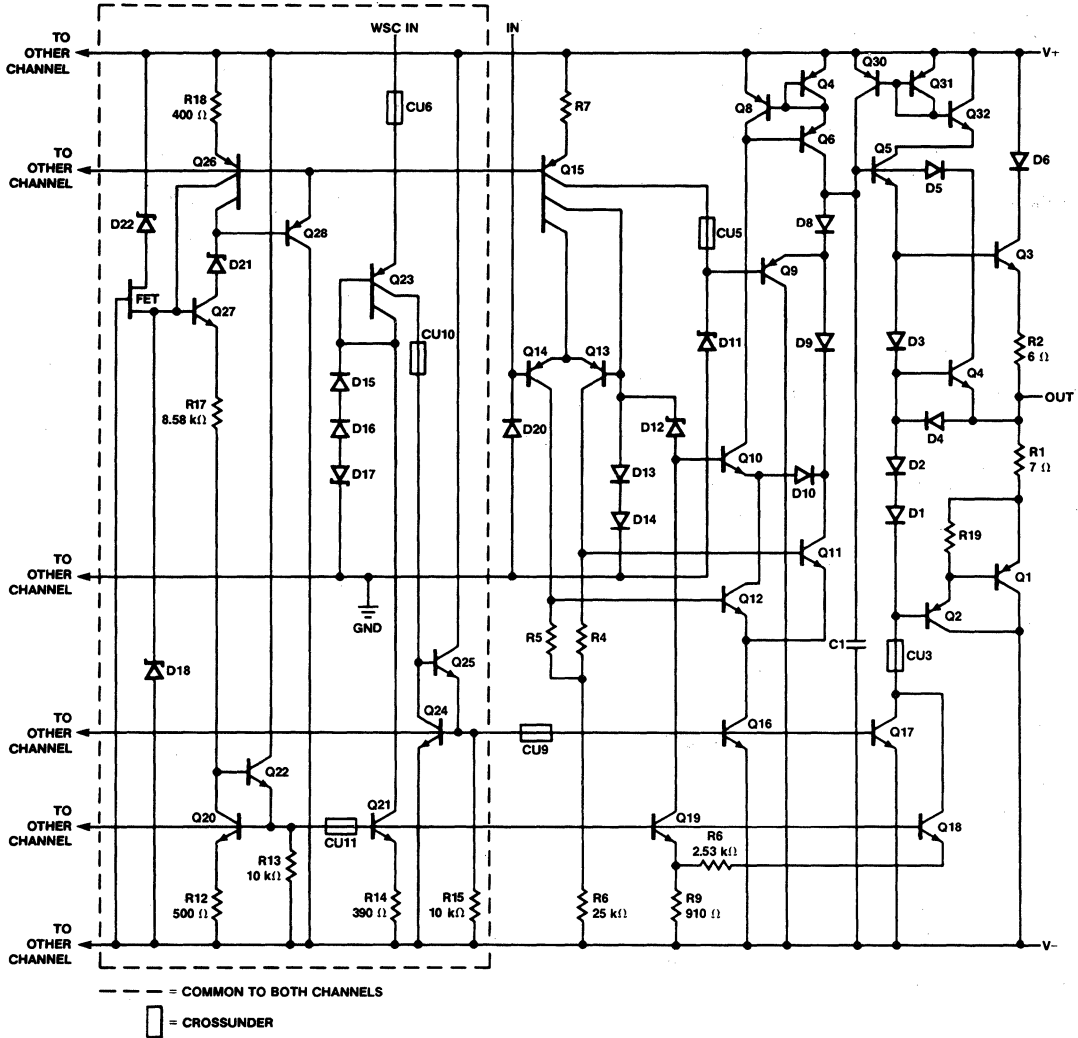 WSC IN
IN
TO
OTHER
CHANNEL
V+
Q30
Q4
Q31
R18
400 Ω
R7
CU6
Q8
Q32
Q6
TO
OTHER
CHANNEL
Q26
Q15
Q5
D6
D5
D22
Q28
CU5
D8
D21
Q23
Q9
Q3
FET
Q27
CU10
D11
D9
D3
R2
6 Ω
Q14
Q13
Q4
D15
OUT
R17
8.58 kΩ
D20
D12
D4
D16
Q10
R1
7 Ω
D13
D2
D17
D10
D14
D1
R19
Q11
TO
OTHER
CHANNEL
Q1
GND
Q12
Q2
R5
R4
C1
CU3
D18
Q25
Q24
TO
OTHER
CHANNEL
CU9
Q16
Q17
Q22
TO
OTHER
CHANNEL
Q20
CU11
Q21
Q19
Q18
R6
2.53 kΩ
R13
10 kΩ
R12
500 Ω
R14
390 Ω
R15
10 kΩ
R6
25 kΩ
R9
910 Ω
TO
OTHER
CHANNEL
V−
= COMMON TO BOTH CHANNELS
= CROSSUNDER